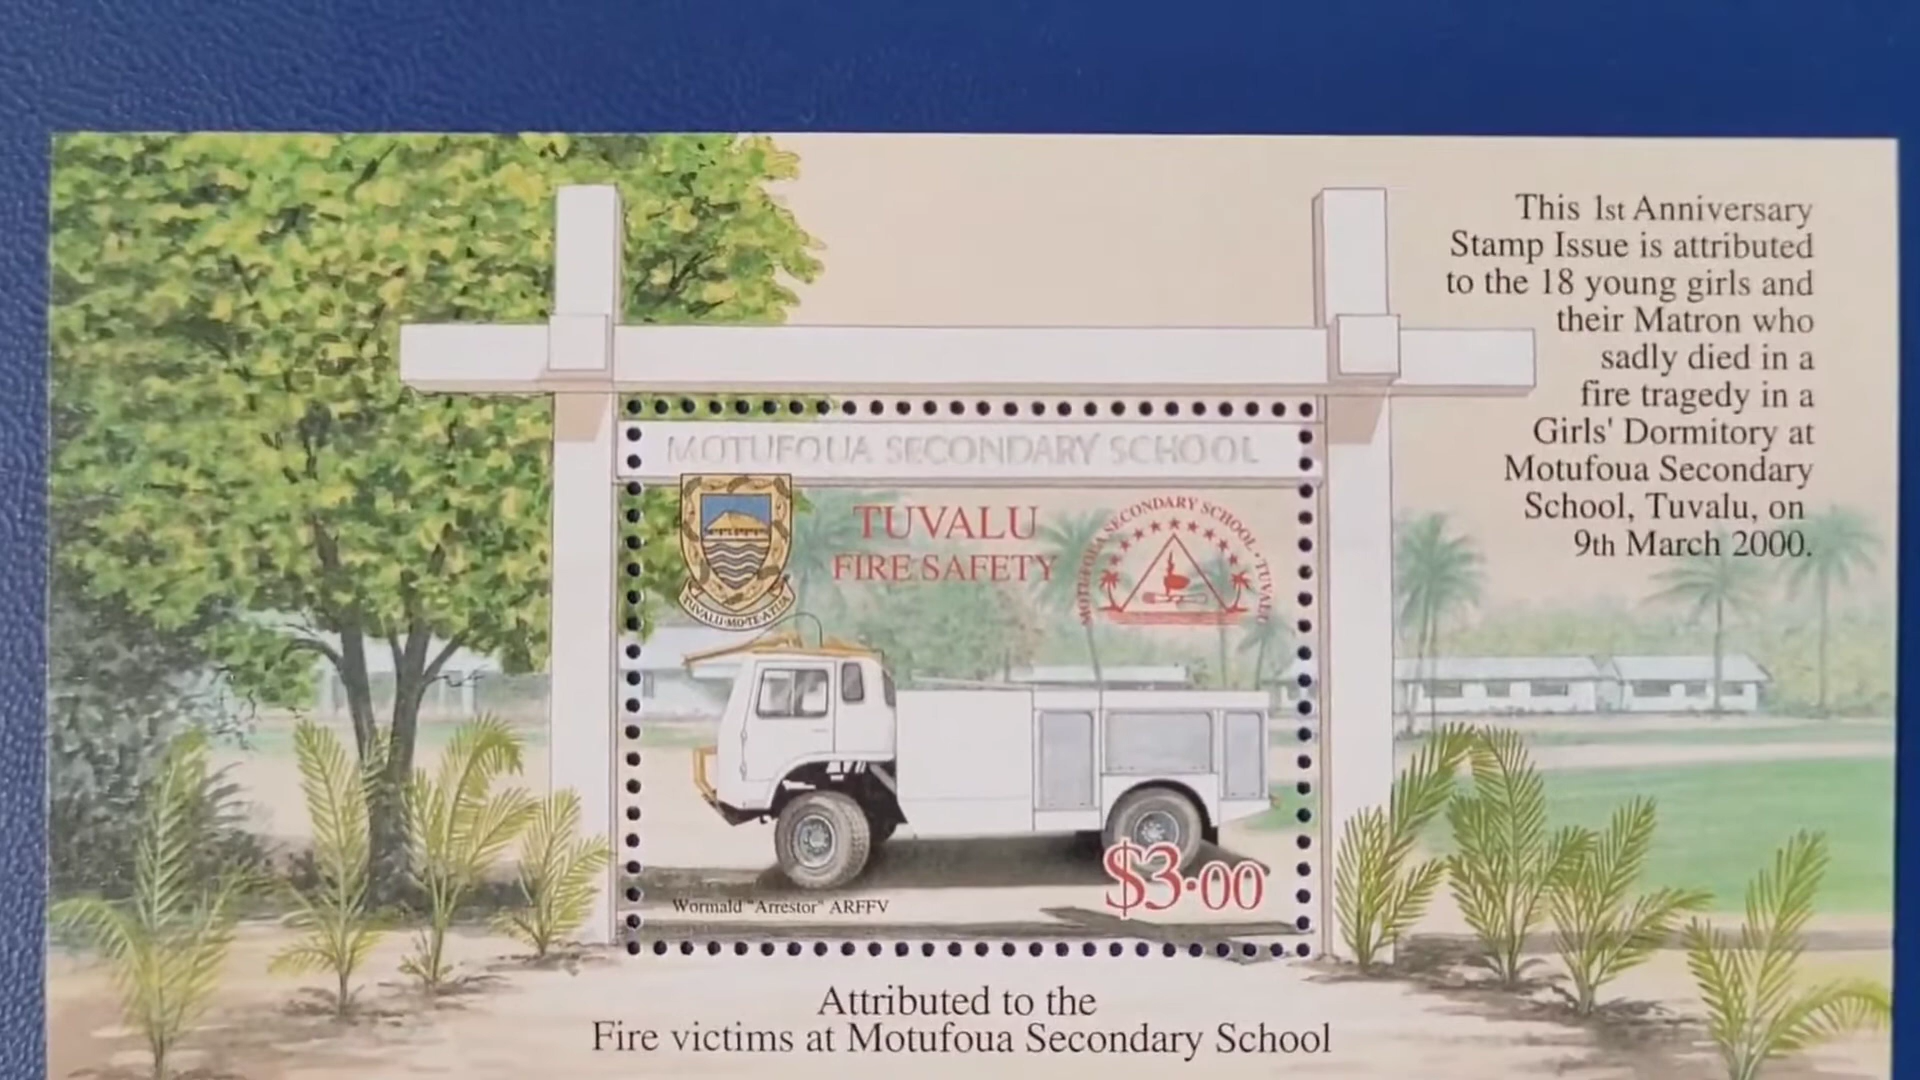 This 1st Anniversary
Stamp Issue is attributed
to the 18 young girls and
their Matron who
sadly died in a
fire tragedy in a
Girls' Dormitory at
Motufoua Secondary
School, Tuvalu, on
9th March 2000.
MOTUFOUA SECONDARY SCHOOL
TUVALU
FIRE SAFETY
MOTUFOUA SECONDARY SCHOOL · TUVALU
TUVALU·MO·TE·ATUA
$3·00
Wormald "Arrestor" ARFFV
Attributed to the
Fire victims at Motufoua Secondary School